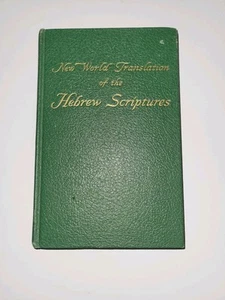 New World Translation
of the
Hebrew Scriptures